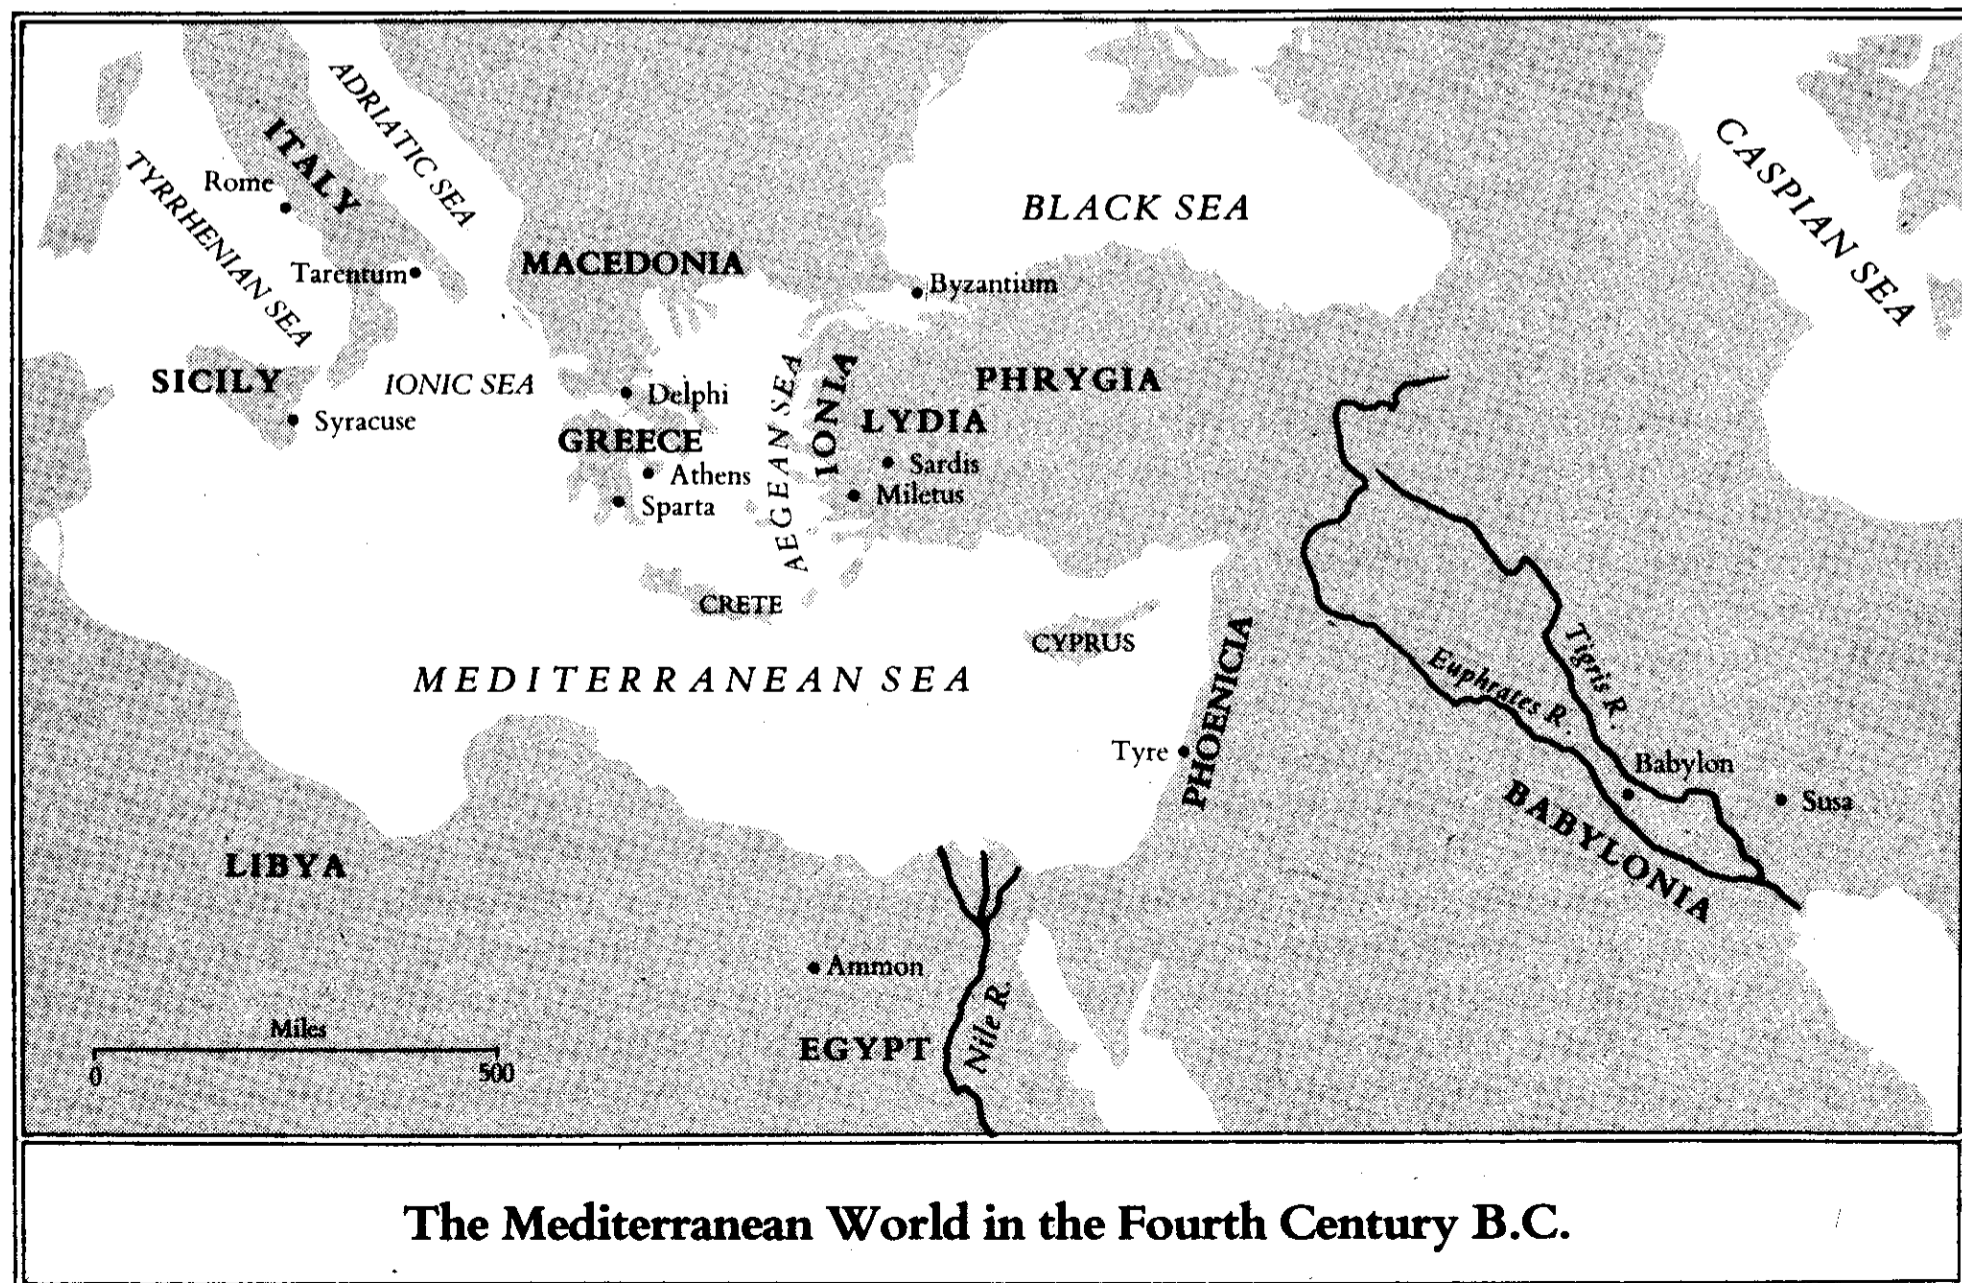 ADRIATIC SEA
ITALY
TYRRHENIAN SEA
Rome
CASPIAN SEA
BLACK SEA
MACEDONIA
Tarentum
Byzantium
SICILY
IONIC SEA
Delphi
AEGEAN SEA
IONIA
PHRYGIA
Syracuse
LYDIA
GREECE
Athens
Sardis
Sparta
Miletus
CRETE
CYPRUS
MEDITERRANEAN SEA
PHOENICIA
Tigris R.
Euphrates R.
Tyre
Babylon
Susa
BABYLONIA
LIBYA
Ammon
Nile R.
Miles
EGYPT
0 500
The Mediterranean World in the Fourth Century B.C.